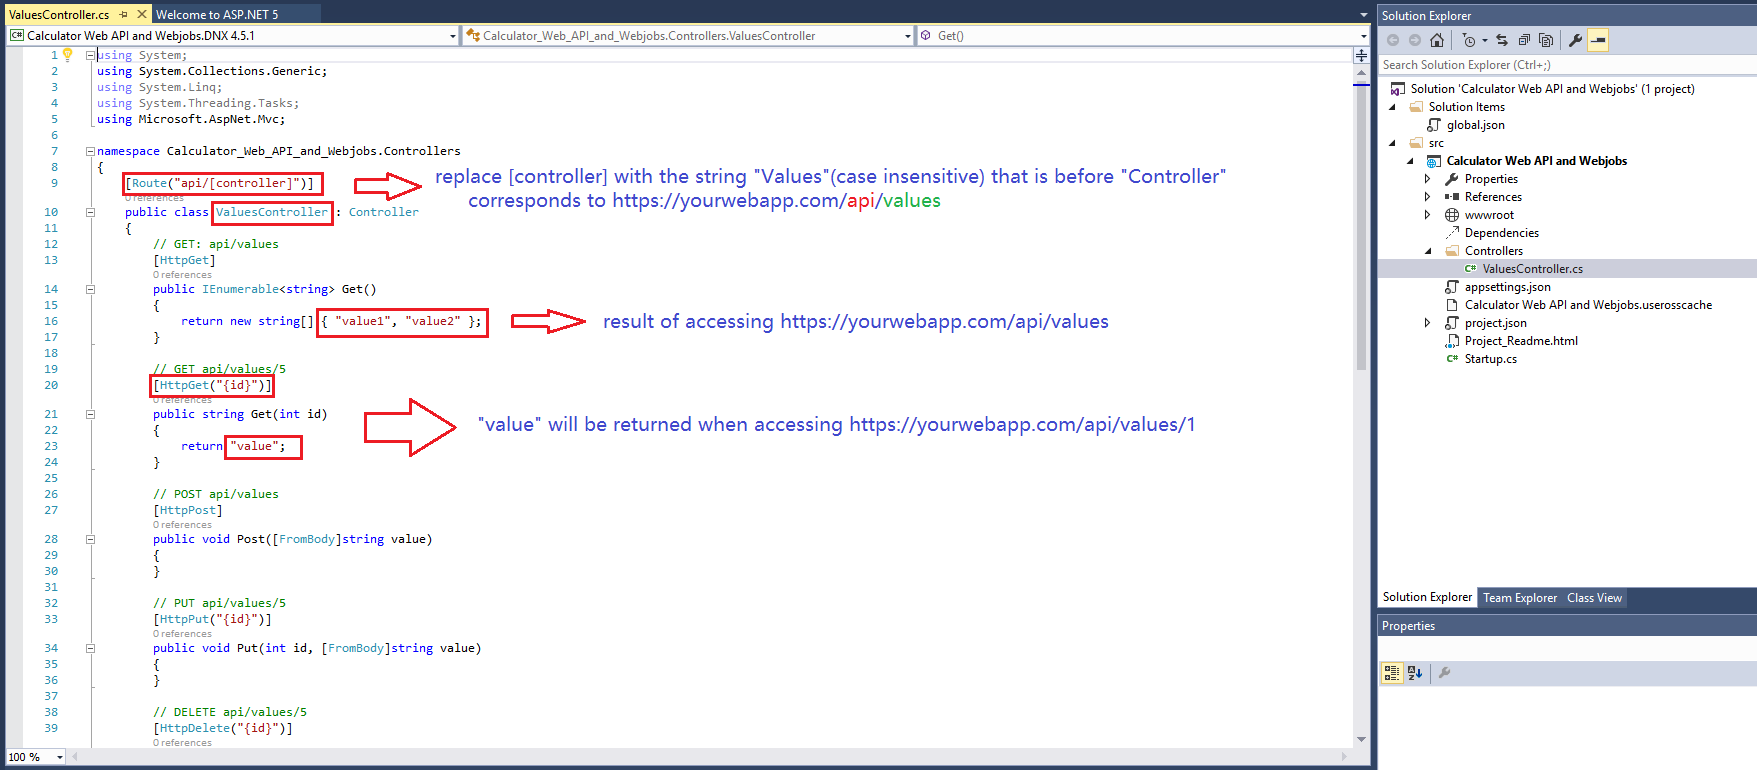 ValuesController.cs
Welcome to ASP.NET 5
Calculator Web API and Webjobs.DNX 4.5.1
Calculator_Web_API_and_Webjobs.Controllers.ValuesController
Get()
1 using System;
2 using System.Collections.Generic;
3 using System.Linq;
4 using System.Threading.Tasks;
5 using Microsoft.AspNet.Mvc;
6
7 namespace Calculator_Web_API_and_Webjobs.Controllers
8 {
9 [Route("api/[controller]")]
replace [controller] with the string "Values"(case insensitive) that is before "Controller"
corresponds to https://yourwebapp.com/api/values
0 references
10 public class ValuesController : Controller
11 {
12 // GET: api/values
13 [HttpGet]
0 references
14 public IEnumerable<string> Get()
15 {
16 return new string[] { "value1", "value2" };
result of accessing https://yourwebapp.com/api/values
17 }
18
19 // GET api/values/5
20 [HttpGet("{id}")]
0 references
21 public string Get(int id)
"value" will be returned when accessing https://yourwebapp.com/api/values/1
22 {
23 return "value";
24 }
25
26 // POST api/values
27 [HttpPost]
0 references
28 public void Post([FromBody]string value)
29 {
30 }
31
32 // PUT api/values/5
33 [HttpPut("{id}")]
0 references
34 public void Put(int id, [FromBody]string value)
35 {
36 }
37
38 // DELETE api/values/5
39 [HttpDelete("{id}")]
0 references
100 %
Solution Explorer
Search Solution Explorer (Ctrl+;)
Solution 'Calculator Web API and Webjobs' (1 project)
Solution Items
global.json
src
Calculator Web API and Webjobs
Properties
References
wwwroot
Dependencies
Controllers
C# ValuesController.cs
appsettings.json
Calculator Web API and Webjobs.userosscache
project.json
Project_Readme.html
C# Startup.cs
Solution Explorer
Team Explorer
Class View
Properties